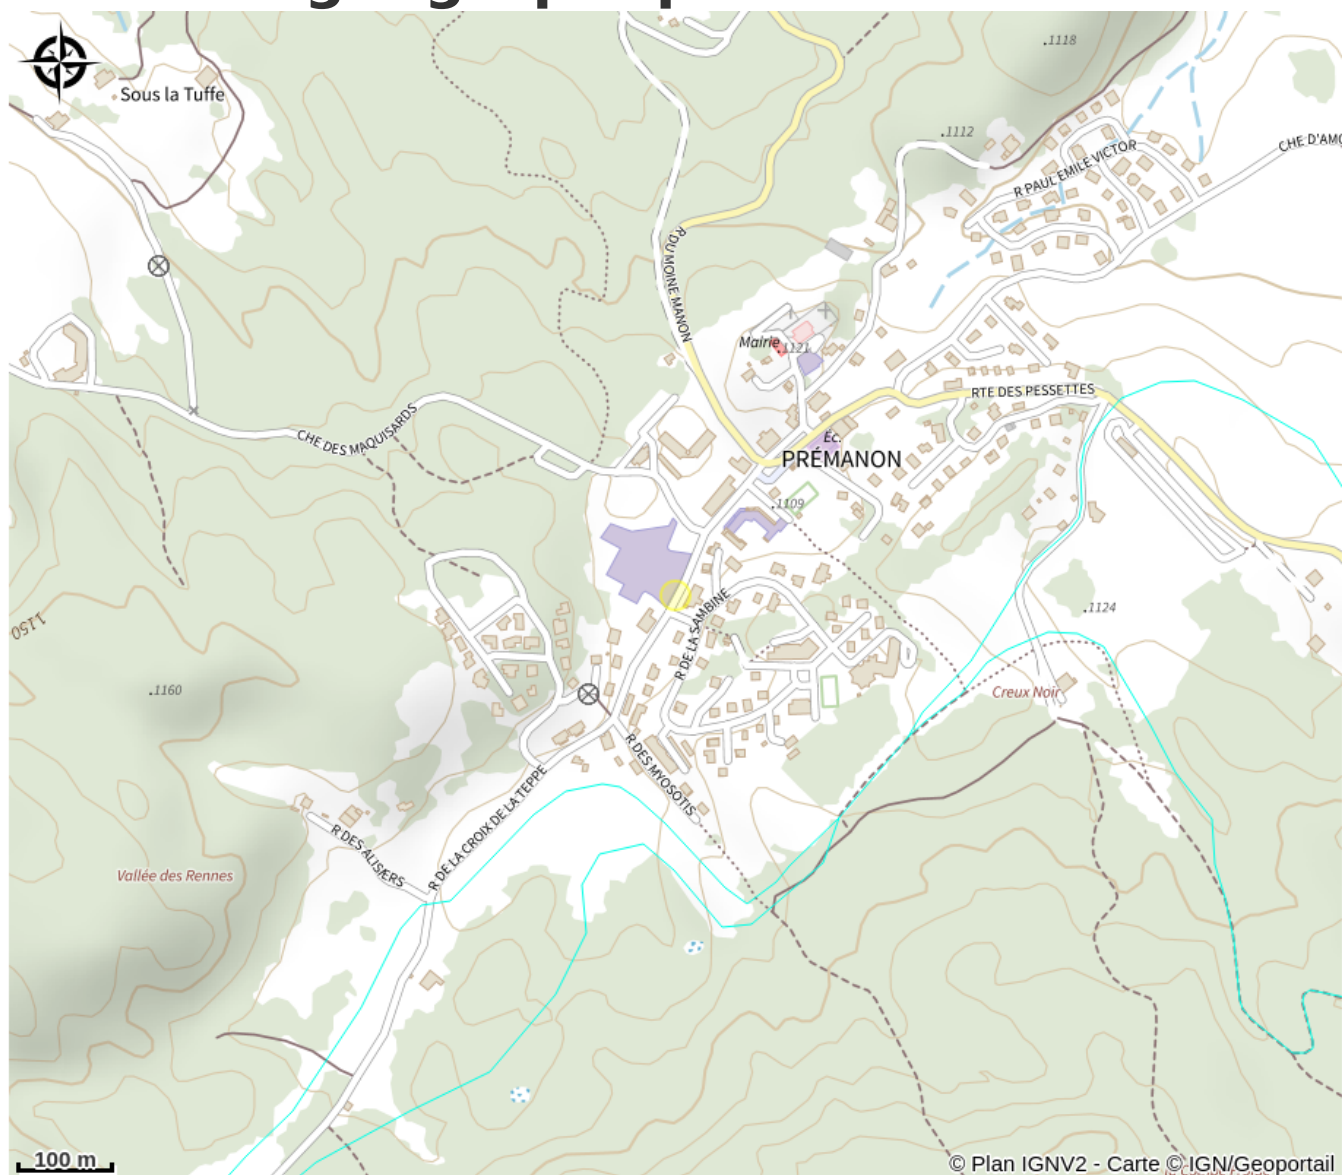 1118
Sous la Tuffe
1112
R PAUL EMILE VICTOR
CHE D'AMO
R DU MOINE MANON
Mairie
1121
RTE DES PESSETTES
CHE DES MAQUISARDS
Éc.
PRÉMANON
1109
1124
1150
R DE LA SAMBINE
1160
Creux Noir
R DES MYOSOTIS
R DE LA CROIX DE LA TEPPE
R DES ALISIERS
Vallée des Rennes
100 m
© Plan IGNV2 - Carte © IGN/Geoportail